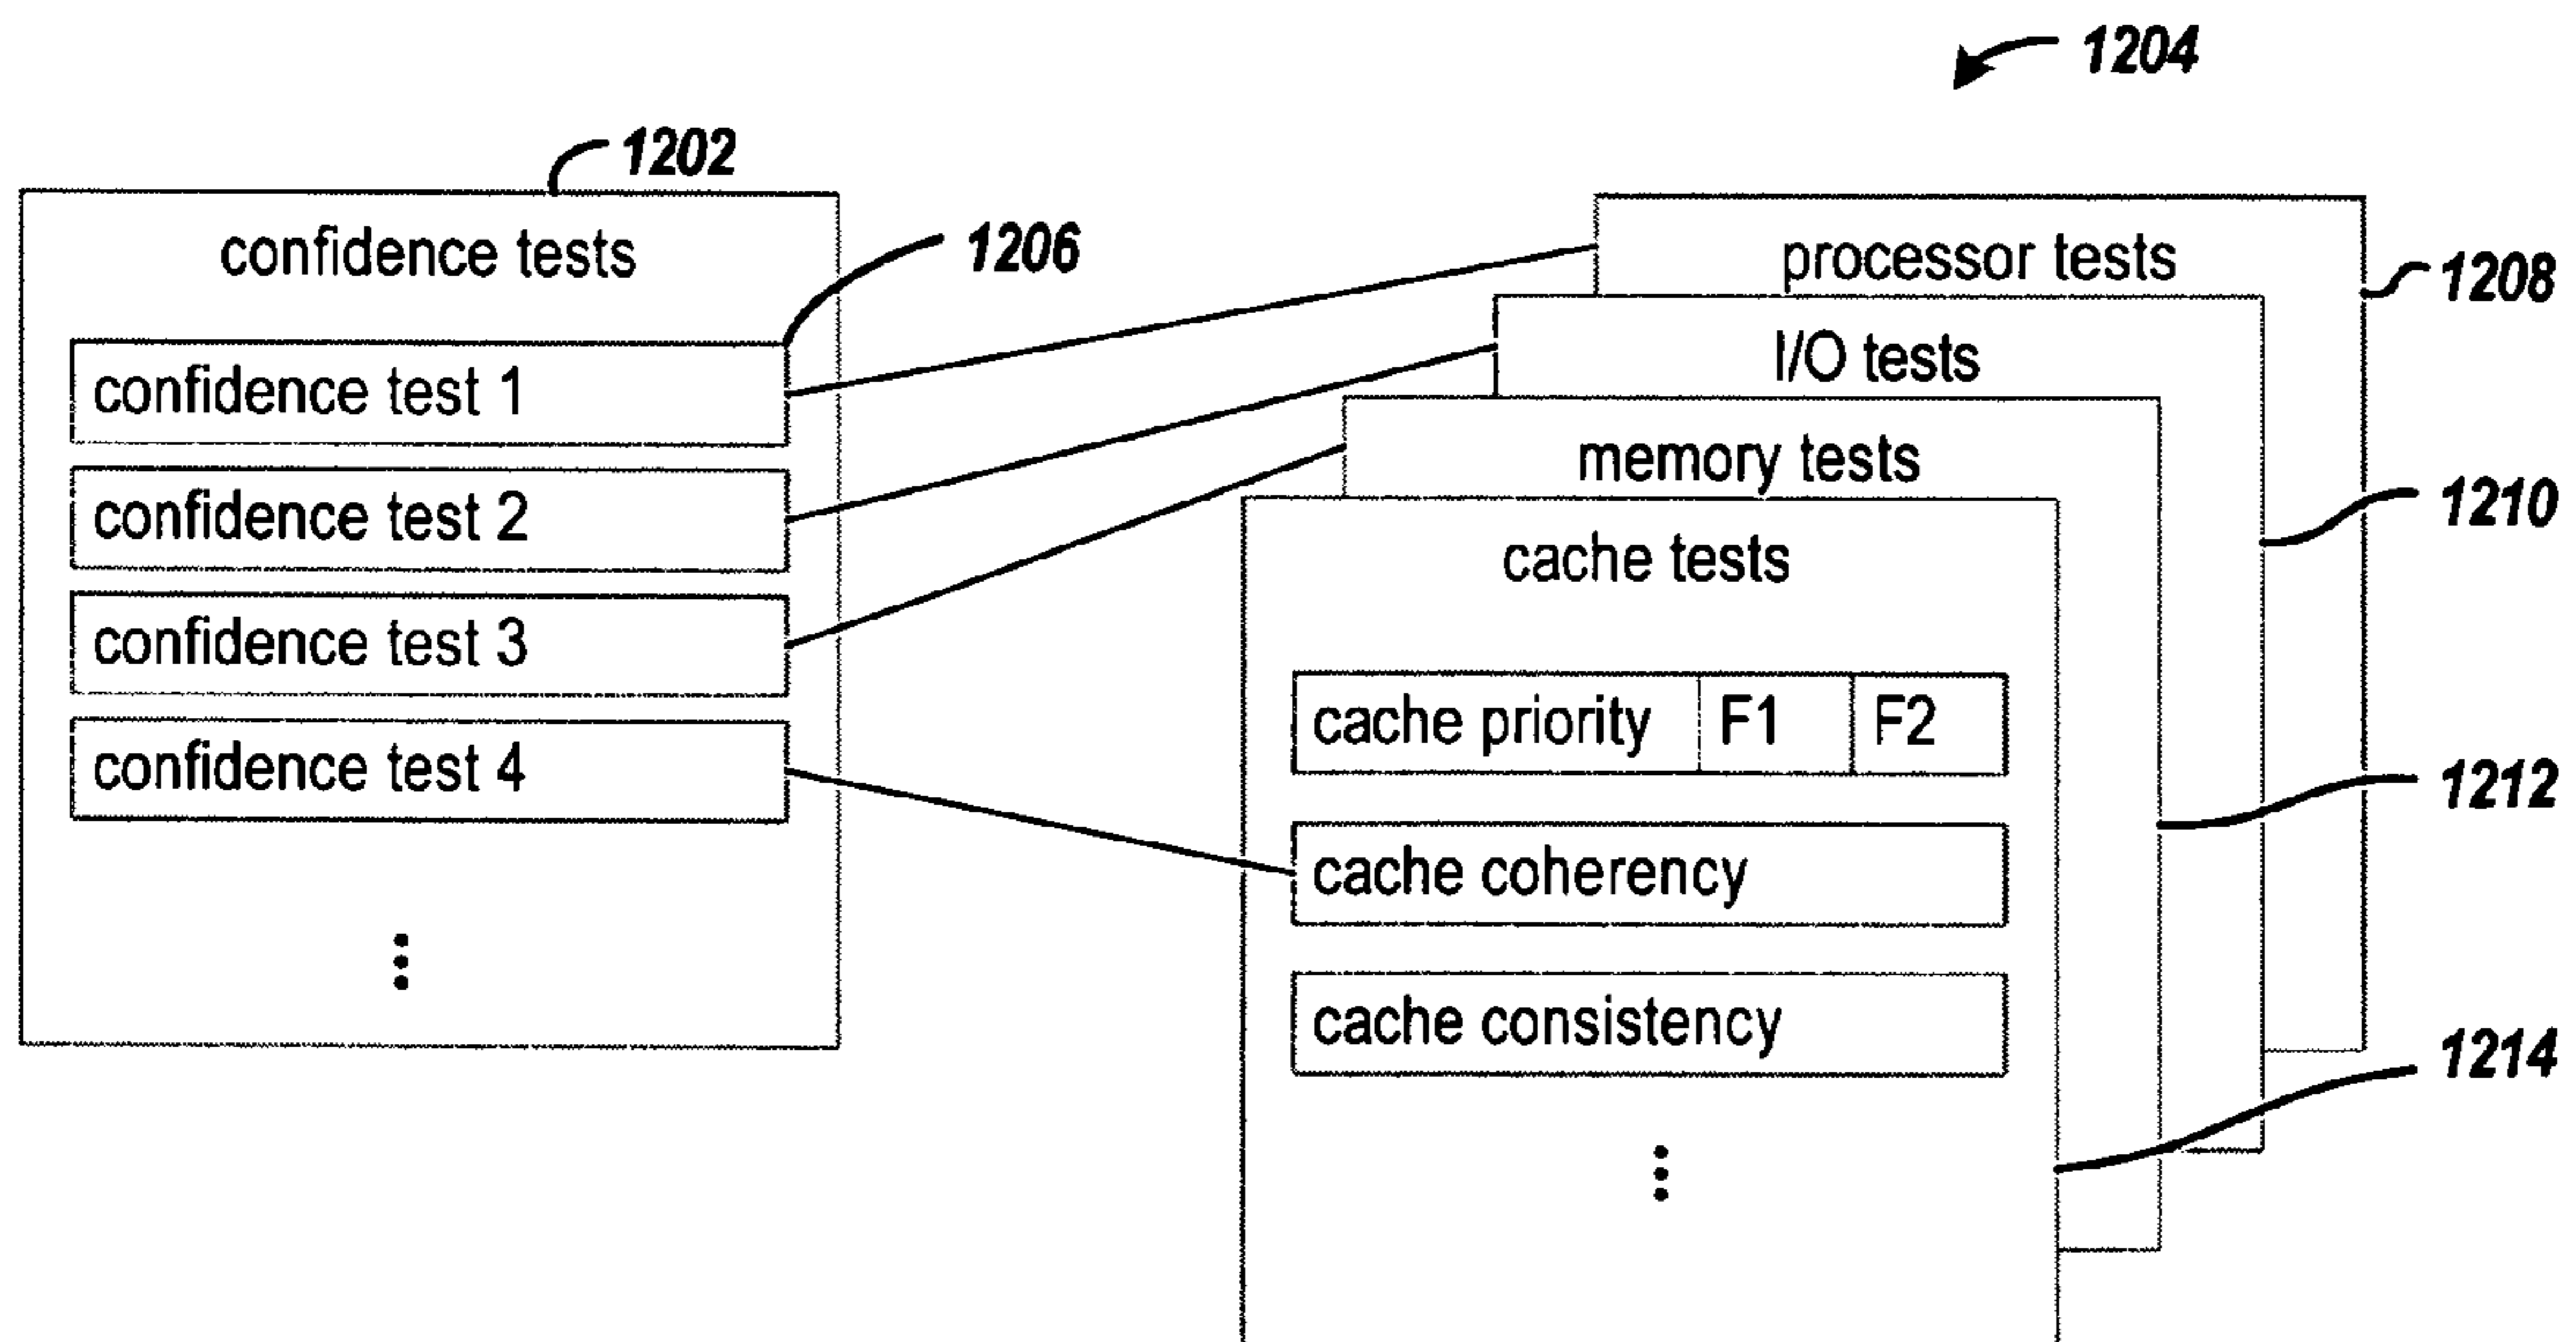 1204
1202
confidence tests
1206
confidence test 1
confidence test 2
confidence test 3
confidence test 4
processor tests
1208
I/O tests
memory tests
1210
cache tests
cache priority F1 F2
1212
cache coherency
cache consistency
1214